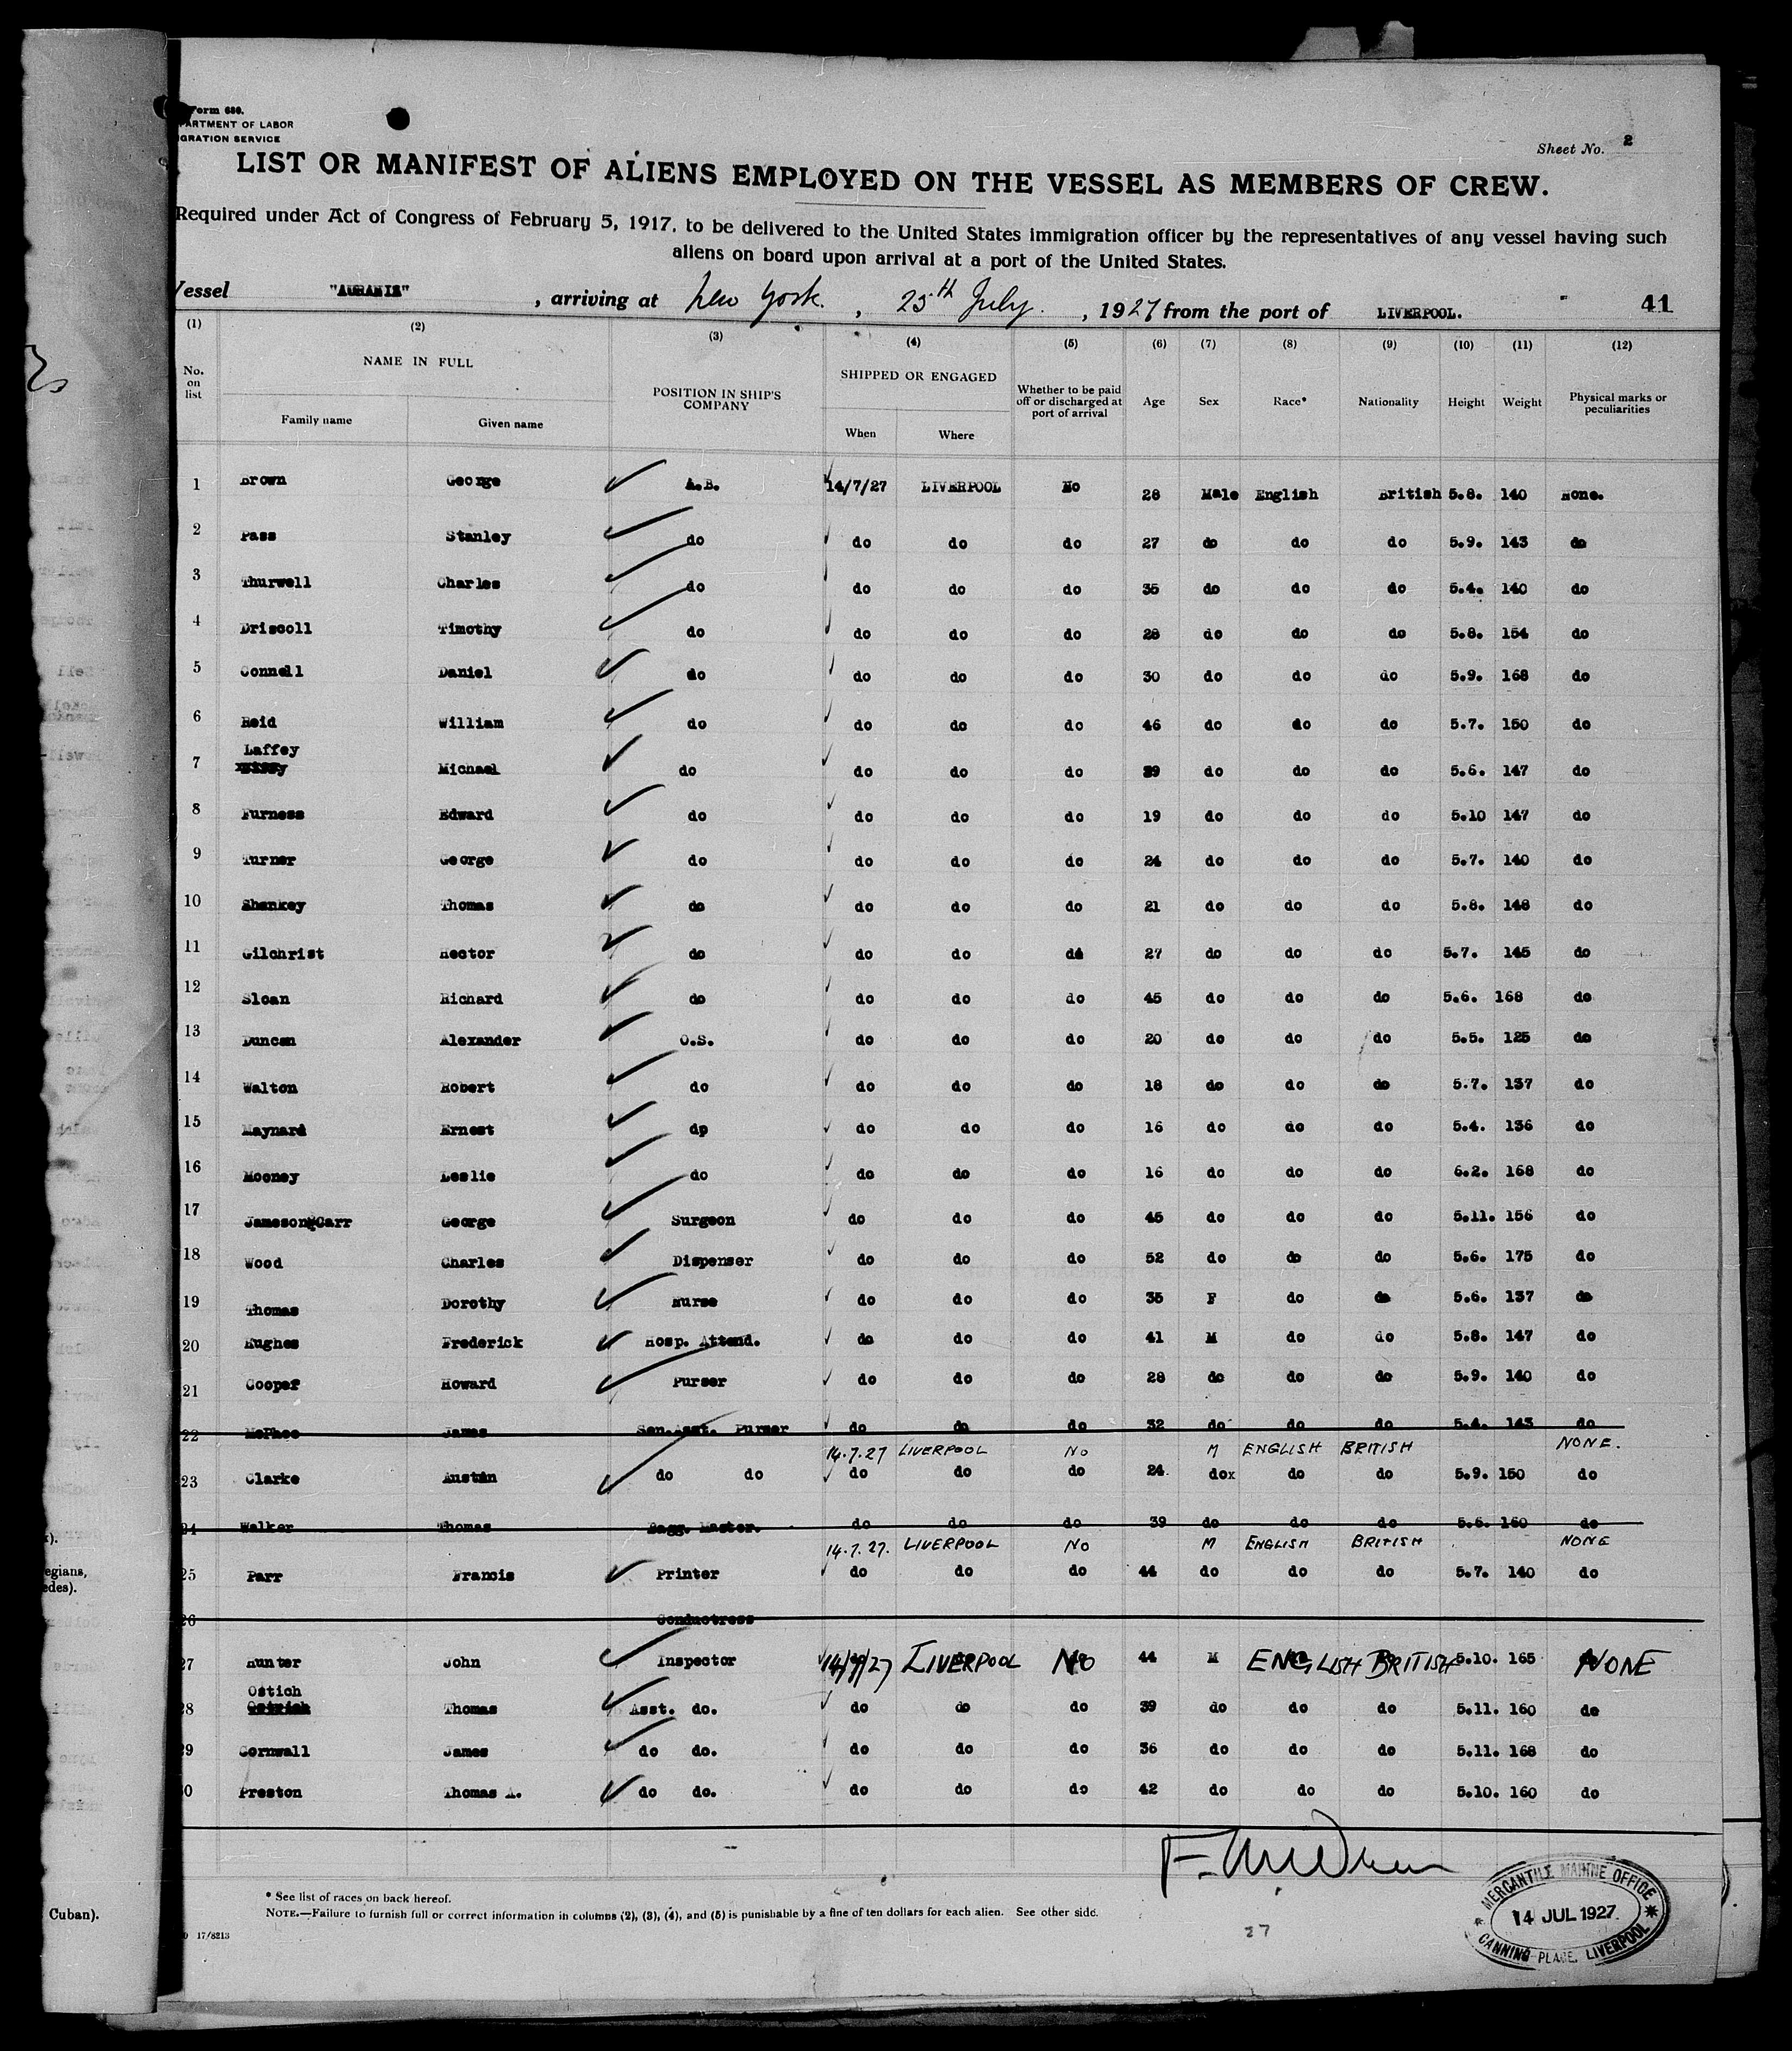 Form 680.
PARTMENT OF LABOR
IGRATION SERVICE
Sheet No. 2
LIST OR MANIFEST OF ALIENS EMPLOYED ON THE VESSEL AS MEMBERS OF CREW.
Required under Act of Congress of February 5, 1917, to be delivered to the United States immigration officer by the representatives of any vessel having such
aliens on board upon arrival at a port of the United States.
Vessel "AURANIA" , arriving at New York. , 25th July. , 1927 from the port of LIVERPOOL. 41
(1) (2) (3) (4) (5) (6) (7) (8) (9) (10) (11) (12)
No. on list NAME IN FULL Family name Given name POSITION IN SHIP'S COMPANY SHIPPED OR ENGAGED When Where Whether to be paid off or discharged at port of arrival Age Sex Race* Nationality Height Weight Physical marks or peculiarities
1 Brown George A.B. 14/7/27 LIVERPOOL No 28 Male English British 5.8. 140 None.
2 Pass Stanley do do do do 27 do do do 5.9. 143 do
3 Thurwell Charles do do do do 35 do do do 5.4. 140 do
4 Driscoll Timothy do do do do 28 do do do 5.8. 154 do
5 Connell Daniel do do do do 30 do do do 5.9. 168 do
6 Reid William do do do do 46 do do do 5.7. 150 do
Laffey
7 Michael do do do do 39 do do do 5.6. 147 do
8 Furness Edward do do do do 19 do do do 5.10 147 do
9 Turner George do do do do 24 do do do 5.7. 140 do
10 Shankey Thomas do do do do 21 do do do 5.8. 148 do
11 Gilchrist Hector do do do do 27 do do do 5.7. 145 do
12 Sloan Richard do do do do 45 do do do 5.6. 168 do
13 Duncan Alexander O.S. do do do 20 do do do 5.5. 125 do
14 Walton Robert do do do do 18 do do do 5.7. 137 do
15 Maynard Ernest dp do do do 16 do do do 5.4. 136 do
16 Mooney Leslie do do do do 16 do do do 6.2. 168 do
17 Jameson Carr George Surgeon do do do 45 do do do 5.11. 156 do
18 Wood Charles Dispenser do do do 52 do do do 5.6. 175 do
19 Thomas Dorothy Nurse do do do 35 F do do 5.6. 137 do
20 Hughes Frederick Hosp. Attend. do do do 41 M do do 5.8. 147 do
21 Cooper Howard Purser do do do 28 do do do 5.9. 140 do
22 McPhee James Sen.Asst. Purser do do do 32 do do do 5.4. 143 do
14.7.27 LIVERPOOL No M ENGLISH BRITISH NONE.
23 Clarke Austin do do do do do 24 dox do do 5.9. 150 do
24 Walker Thomas Bagg. Master. do do do 39 do do do 5.6. 160 do
14.7.27. LIVERPOOL No M ENGLISH BRITISH NONE
25 Parr Francis Printer do do do 44 do do do 5.7. 140 do
26 Conductress
27 Hunter John Inspector 14/7/27 LIVERPOOL NO 44 M ENGLISH BRITISH 5.10. 165 NONE
Ostich
28 Thomas Asst. do. do do do 39 do do do 5.11. 160 do
29 Cornwall James do do. do do do 36 do do do 5.11. 168 do
0 Preston Thomas A. do do. do do do 42 do do do 5.10. 160 do
* See list of races on back hereof.
NOTE.—Failure to furnish full or correct information in columns (2), (3), (4), and (5) is punishable by a fine of ten dollars for each alien. See other side.
17/8213
27
MERCANTILE MARINE OFFICE
14 JUL 1927
CANNING PLACE, LIVERPOOL
egians,
edes).
Cuban).